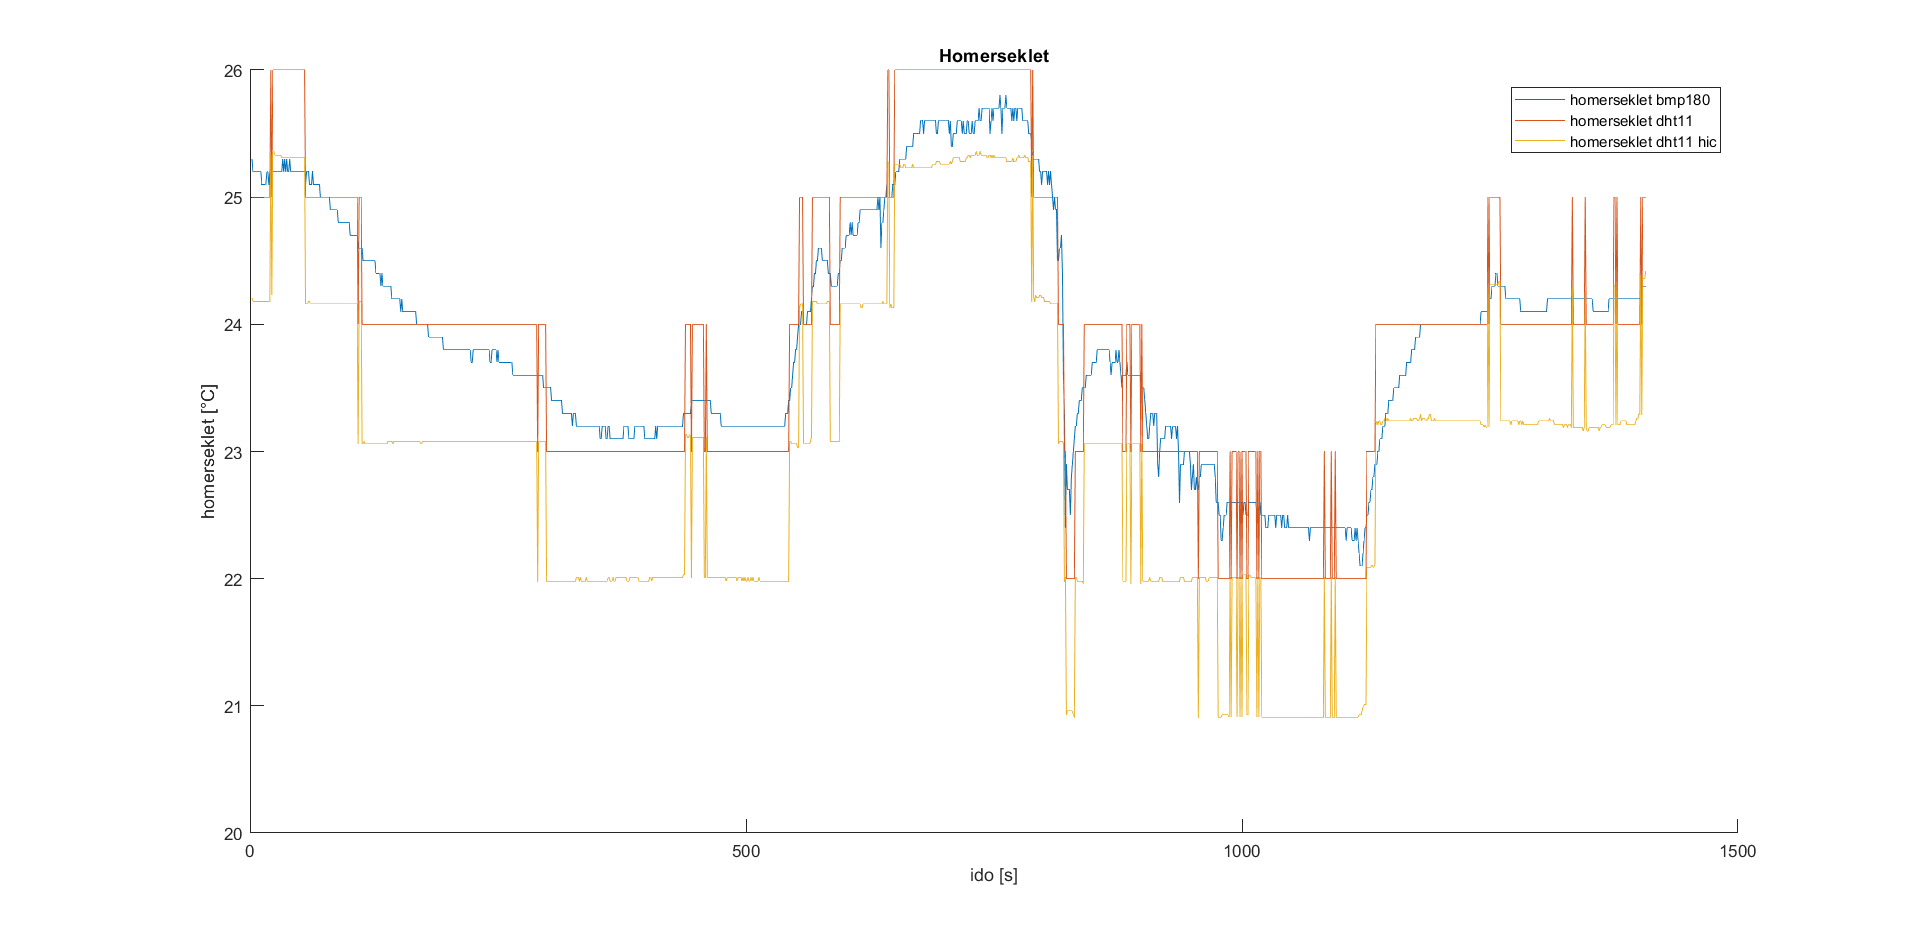 Homerseklet
homerseklet bmp180
homerseklet dht11
homerseklet dht11 hic
homerseklet [°C]
26
25
24
23
22
21
20
0 500 1000 1500
ido [s]